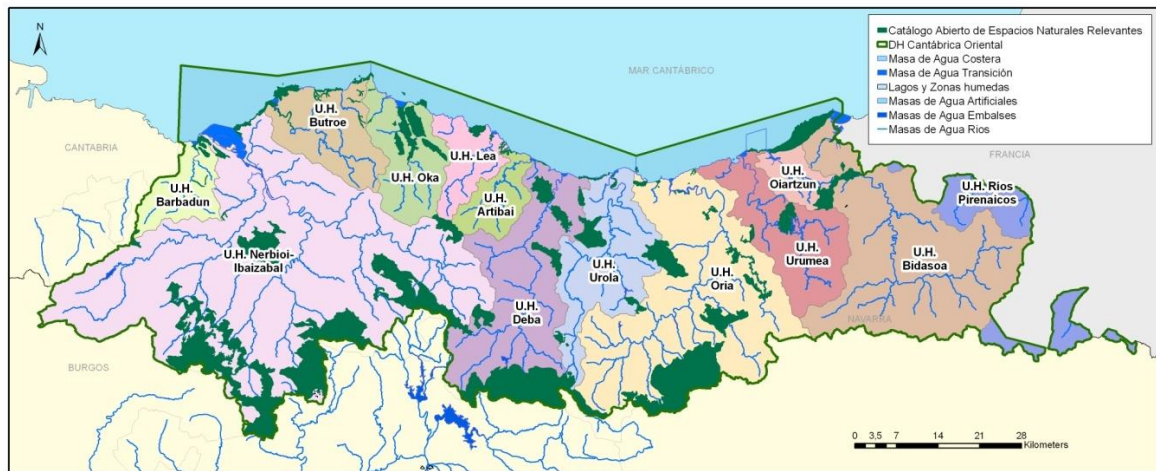 N
MAR CANTÁBRICO
Catálogo Abierto de Espacios Naturales Relevantes
DH Cantábrica Oriental
Masa de Agua Costera
Masa de Agua Transición
Lagos y Zonas humedas
Masas de Agua Artificiales
Masas de Agua Embalses
Masas de Agua Ríos
CANTABRIA
FRANCIA
U.H.
Butroe
U.H. Lea
U.H. Oka
U.H.
Barbadun
U.H.
Artibai
U.H.
Oiartzun
U.H. Ríos
Pirenaicos
U.H. Nerbioi-
Ibaizabal
U.H.
Urumea
U.H.
Bidasoa
U.H.
Urola
U.H.
Oria
U.H.
Deba
NAVARRA
BURGOS
0 3,5 7 14 21 28
Kilometers